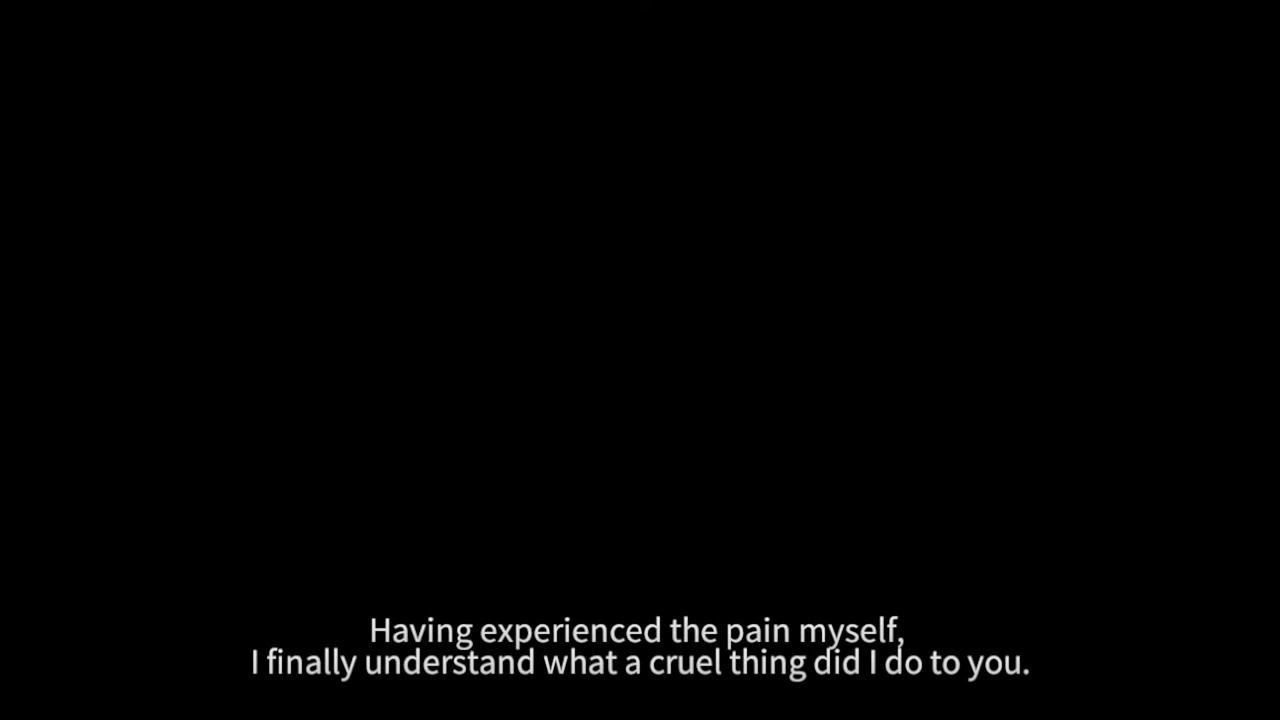 Having experienced the pain myself,
I finally understand what a cruel thing did I do to you.